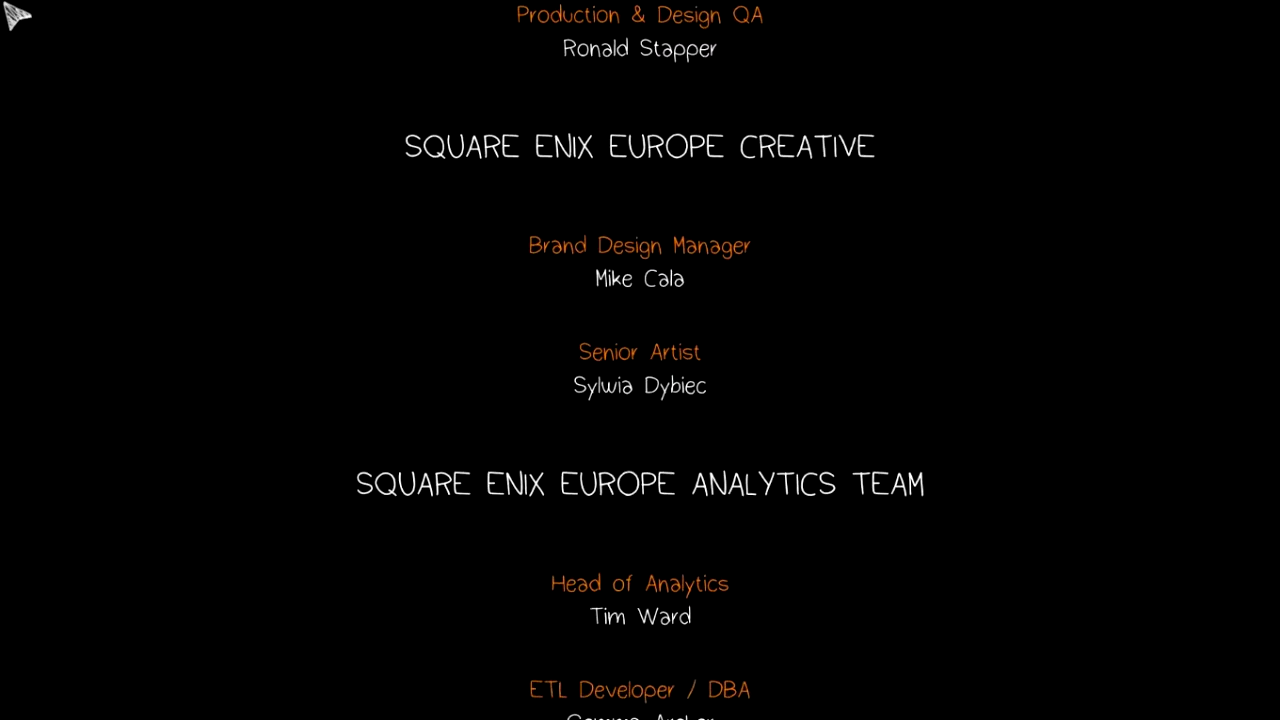 Production & Design QA
Ronald Stapper
SQUARE ENIX EUROPE CREATIVE
Brand Design Manager
Mike Cala
Senior Artist
Sylwia Dybiec
SQUARE ENIX EUROPE ANALYTICS TEAM
Head of Analytics
Tim Ward
ETL Developer / DBA